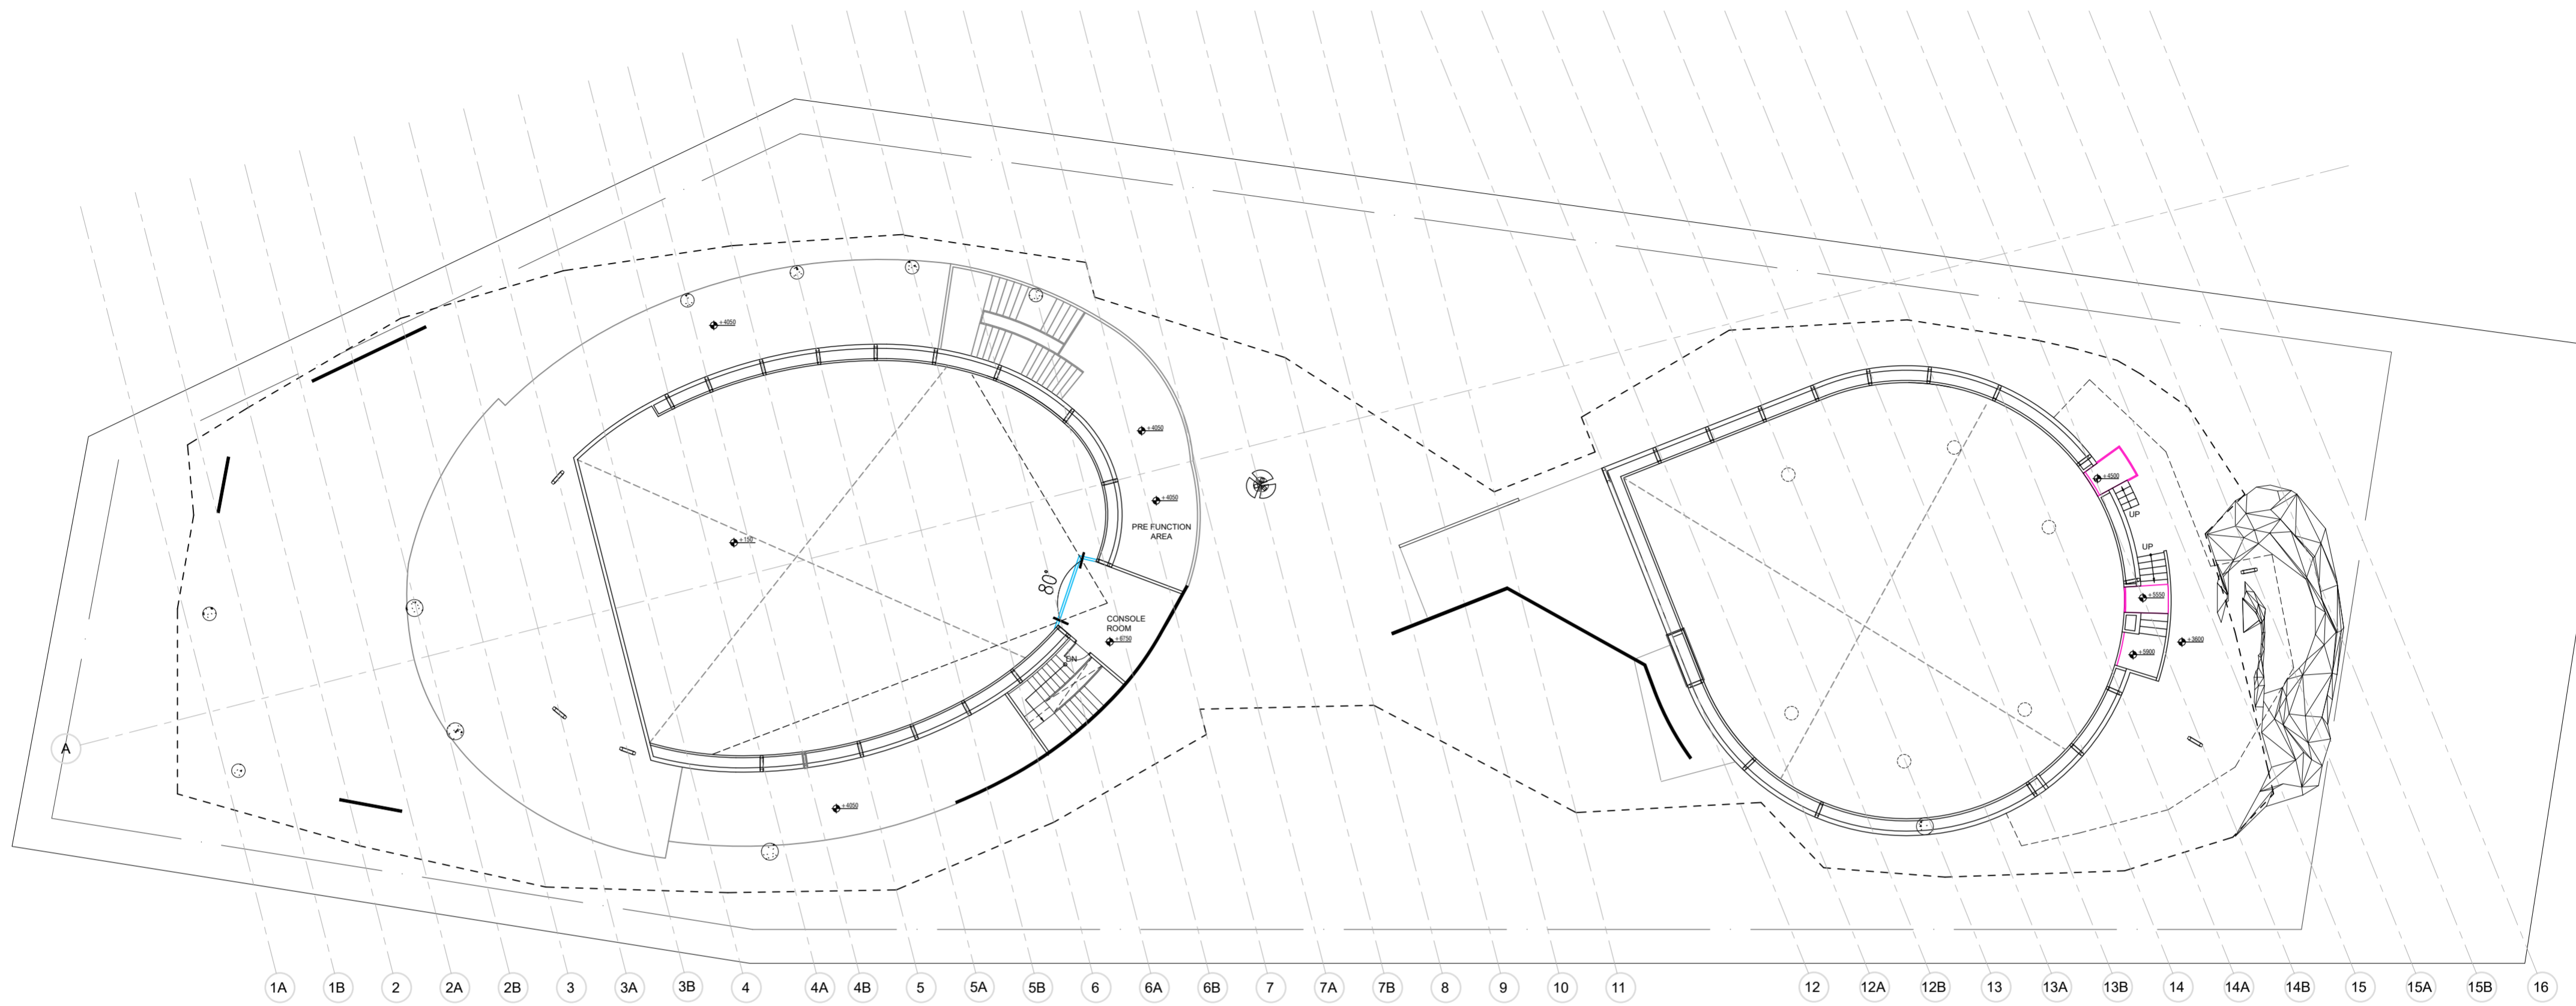 +4050
+4050
+4500
+4050
UP
PRE FUNCTION
AREA
+150
UP
80°
+5550
CONSOLE
ROOM
+6750
+3600
+5900
DN
A
+4050
1A
1B
2
2A
2B
3
3A
3B
4
4A
4B
5
5A
5B
6
6A
6B
7
7A
7B
8
9
10
11
12
12A
12B
13
13A
13B
14
14A
14B
15
15A
15B
16